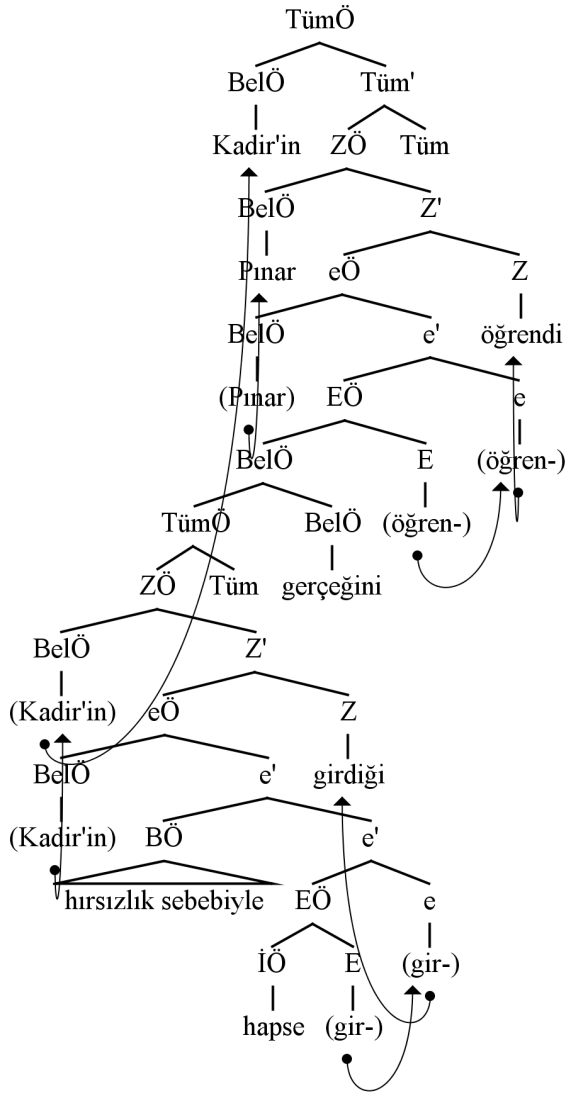 TümÖ
BelÖ Tüm'
Kadir'in ZÖ Tüm
BelÖ Z'
Pınar eÖ Z
BelÖ e' öğrendi
(Pınar) EÖ e
BelÖ E (öğren-)
TümÖ BelÖ (öğren-)
ZÖ Tüm gerçeğini
BelÖ Z'
(Kadir'in) eÖ Z
BelÖ e' girdiği
(Kadir'in) BÖ e'
hırsızlık sebebiyle EÖ e
İÖ E (gir-)
hapse (gir-)